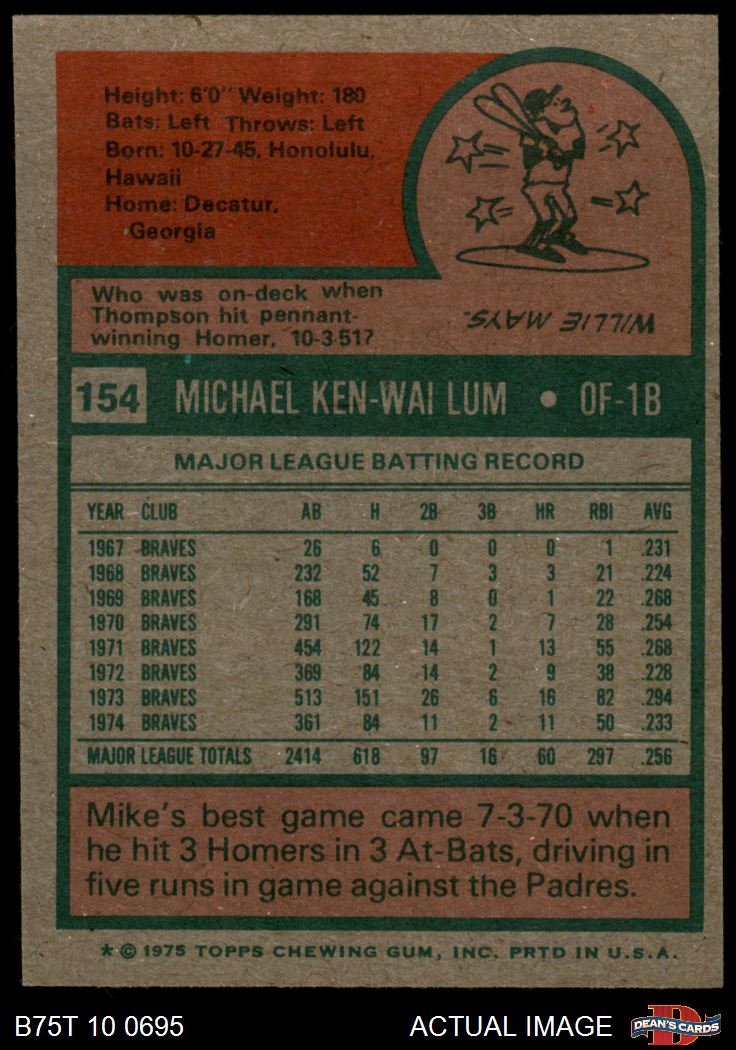 Height: 6'0" Weight: 180
Bats: Left Throws: Left
Born: 10-27-45, Honolulu,
Hawaii
Home: Decatur,
Georgia
Who was on-deck when
Thompson hit pennant-
winning Homer, 10-3-51?
WILLIE MAYS.
154 MICHAEL KEN-WAI LUM • OF-1B
MAJOR LEAGUE BATTING RECORD
YEAR CLUB AB H 2B 3B HR RBI AVG
1967 BRAVES 26 6 0 0 0 1 .231
1968 BRAVES 232 52 7 3 3 21 .224
1969 BRAVES 168 45 8 0 1 22 .268
1970 BRAVES 291 74 17 2 7 28 .254
1971 BRAVES 454 122 14 1 13 55 .268
1972 BRAVES 369 84 14 2 9 38 .228
1973 BRAVES 513 151 26 6 16 82 .294
1974 BRAVES 361 84 11 2 11 50 .233
MAJOR LEAGUE TOTALS 2414 618 97 16 60 297 .256
Mike's best game came 7-3-70 when
he hit 3 Homers in 3 At-Bats, driving in
five runs in game against the Padres.
* © 1975 TOPPS CHEWING GUM, INC. PRTD IN U.S.A.
B75T 10 0695 ACTUAL IMAGE DEAN'S CARDS